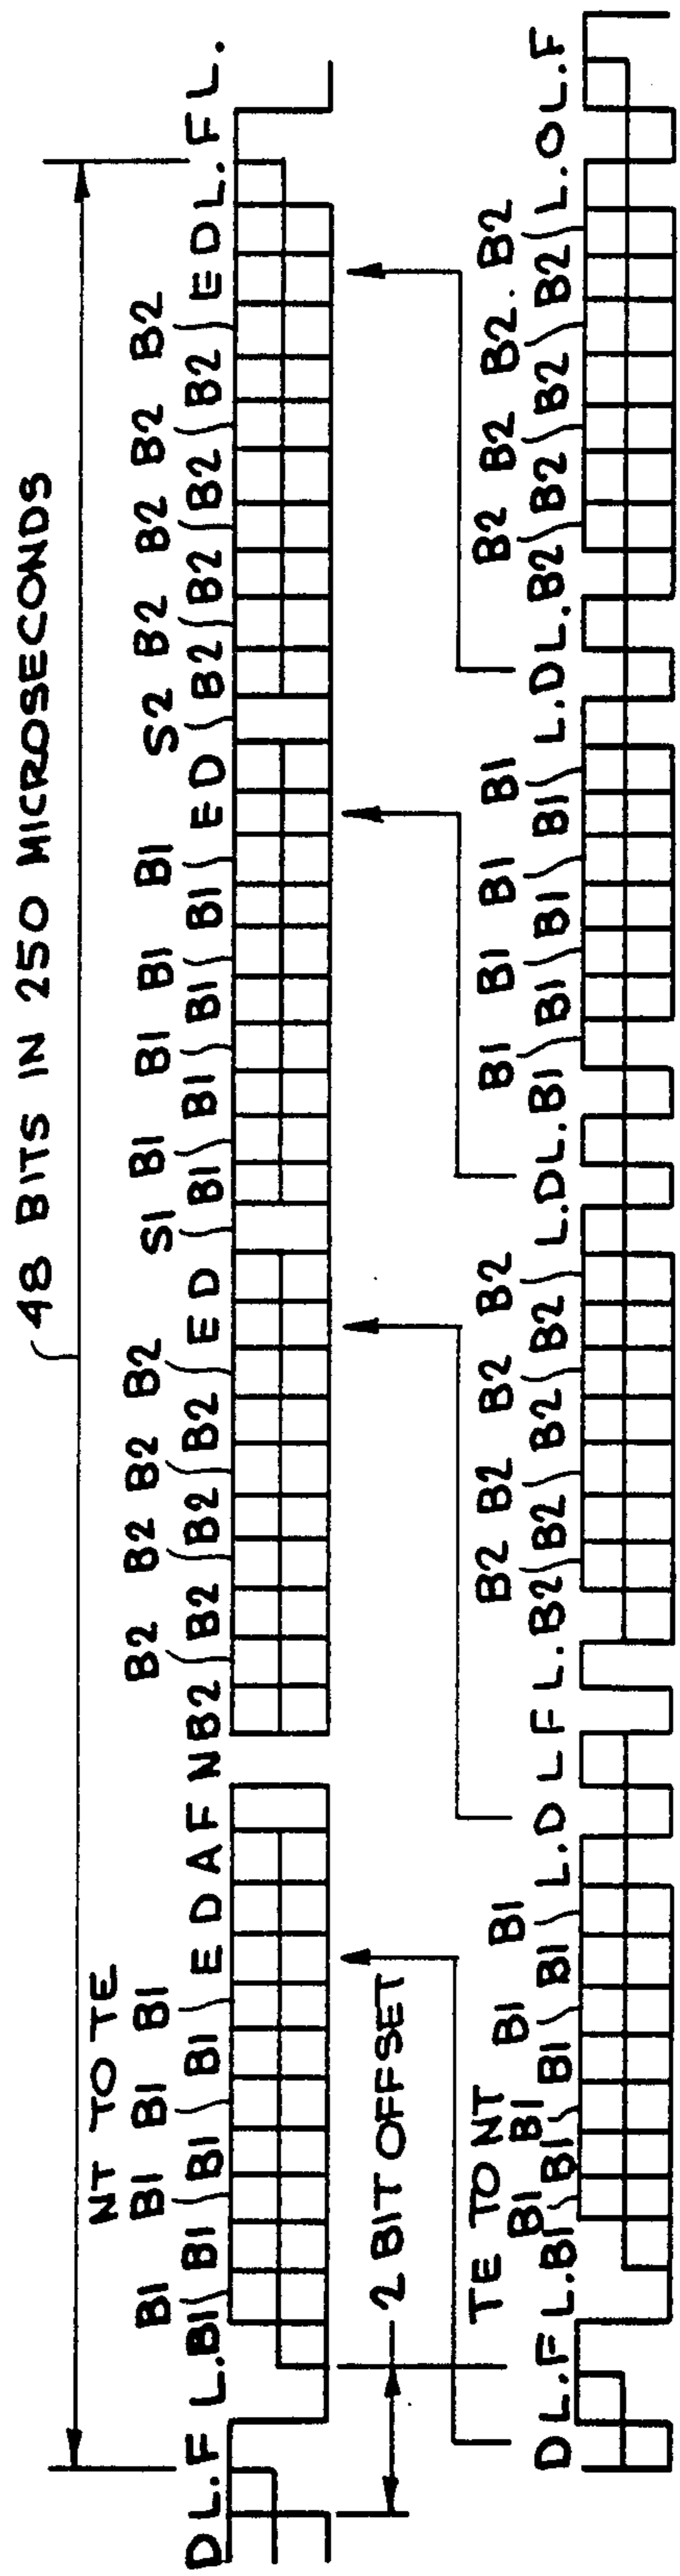 48 BITS IN 250 MICROSECONDS
NT TO TE
B1 B1 B1 B1 B2 B2 B2 B2 S1 B1 B1 B1 B1 S2 B2 B2 B2 B2
D L.F L.B1 B1 B1 B1 E D A F N B2 B2 B2 B2 E D B1 B1 B1 B1 E D B2 B2 B2 B2 E D L.F L.
2 BIT OFFSET
TE TO NT
B1 B1 B1 B1 B2 B2 B2 B2 B1 B1 B1 B1 B2 B2 B2. B2
D L.F L.B1 B1 B1 B1 L.D L F L.B2 B2 B2 B2 L.D L.B1 B1 B1 B1 L.D L.B2 B2 B2 B2 L.O L.F